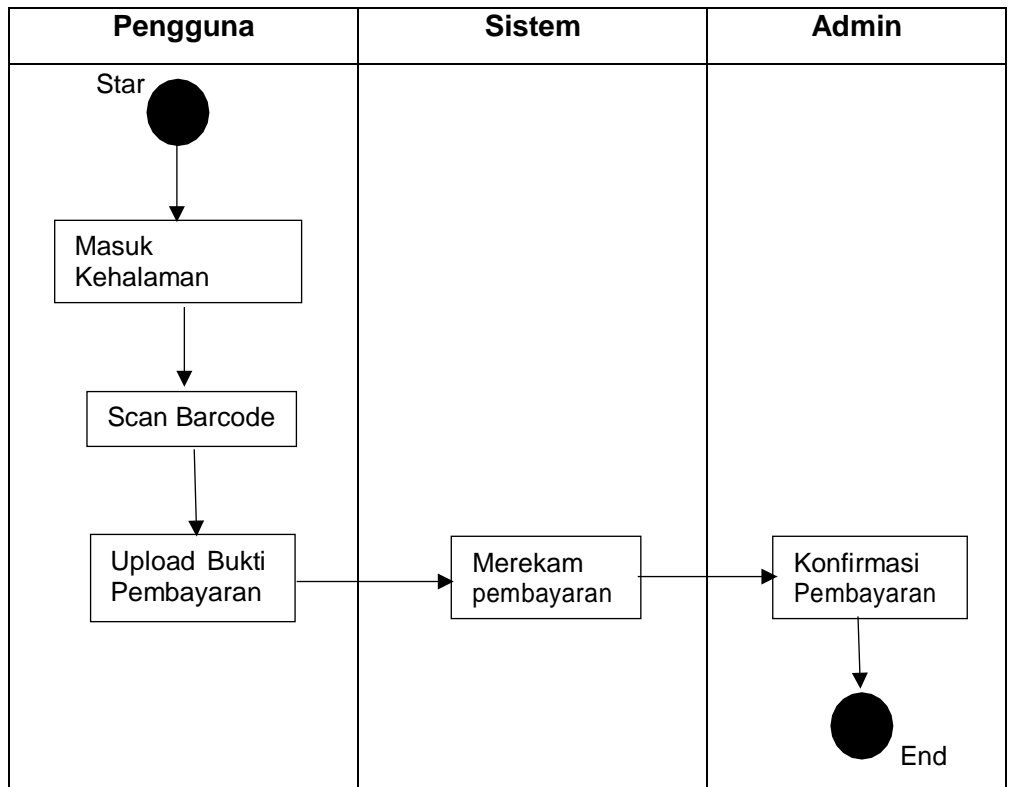 Pengguna
Sistem
Admin
Star
Masuk
Kehalaman
Scan Barcode
Upload Bukti
Pembayaran
Merekam
pembayaran
Konfirmasi
Pembayaran
End